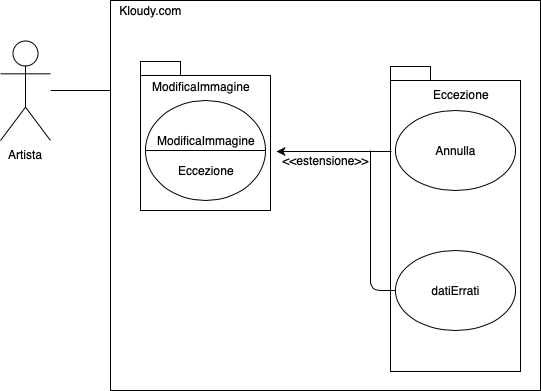 Kloudy.com
Artista
ModificaImmagine
ModificaImmagine
Eccezione
<<estensione>>
Eccezione
Annulla
datiErrati